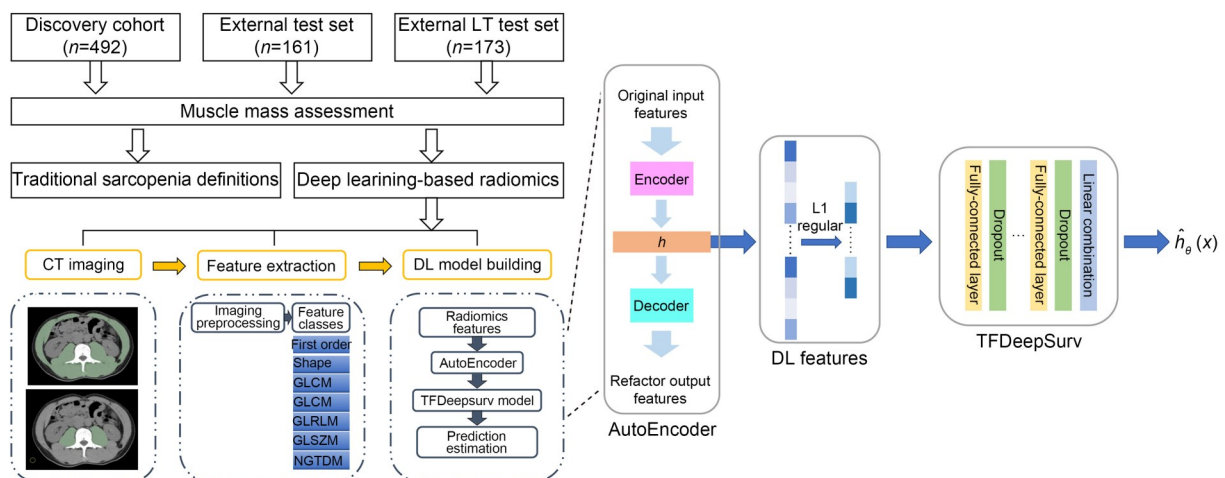 Discovery cohort
(n=492)
External test set
(n=161)
External LT test set
(n=173)
Muscle mass assessment
Traditional sarcopenia definitions
Deep learining-based radiomics
CT imaging
Feature extraction
DL model building
Imaging
preprocessing
Feature
classes
First order
Shape
GLCM
GLCM
GLRLM
GLSZM
NGTDM
Radiomics
features
AutoEncoder
TFDeepsurv model
Prediction
estimation
Original input
features
Encoder
h
Decoder
Refactor output
features
AutoEncoder
L1
regular
DL features
Fully-connected layer
Dropout
...
Fully-connected layer
Dropout
Linear combination
TFDeepSurv
ĥθ(x)